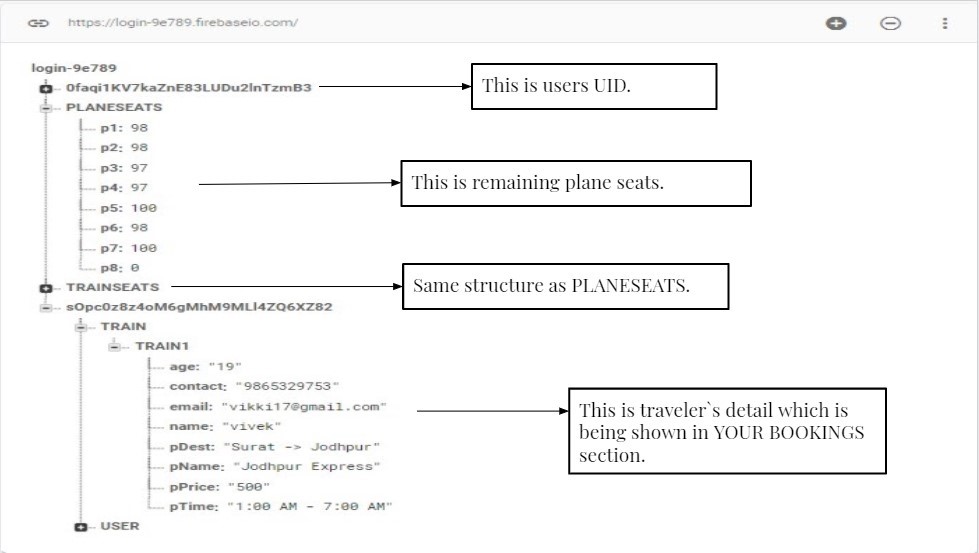 https://login-9e789.firebaseio.com/
login-9e789
0faqi1KV7kaZnE83LUDu2lnTzmB3
This is users UID.
PLANESEATS
p1: 98
p2: 98
p3: 97
p4: 97
This is remaining plane seats.
p5: 100
p6: 98
p7: 100
p8: 0
TRAINSEATS
Same structure as PLANESEATS.
sOpc0z8z4oM6gMhM9MLl4ZQ6XZ82
TRAIN
TRAIN1
age: "19"
contact: "9865329753"
email: "vikki17@gmail.com"
name: "vivek"
pDest: "Surat -> Jodhpur"
pName: "Jodhpur Express"
pPrice: "500"
pTime: "1:00 AM - 7:00 AM"
This is traveler`s detail which is
being shown in YOUR BOOKINGS
section.
USER